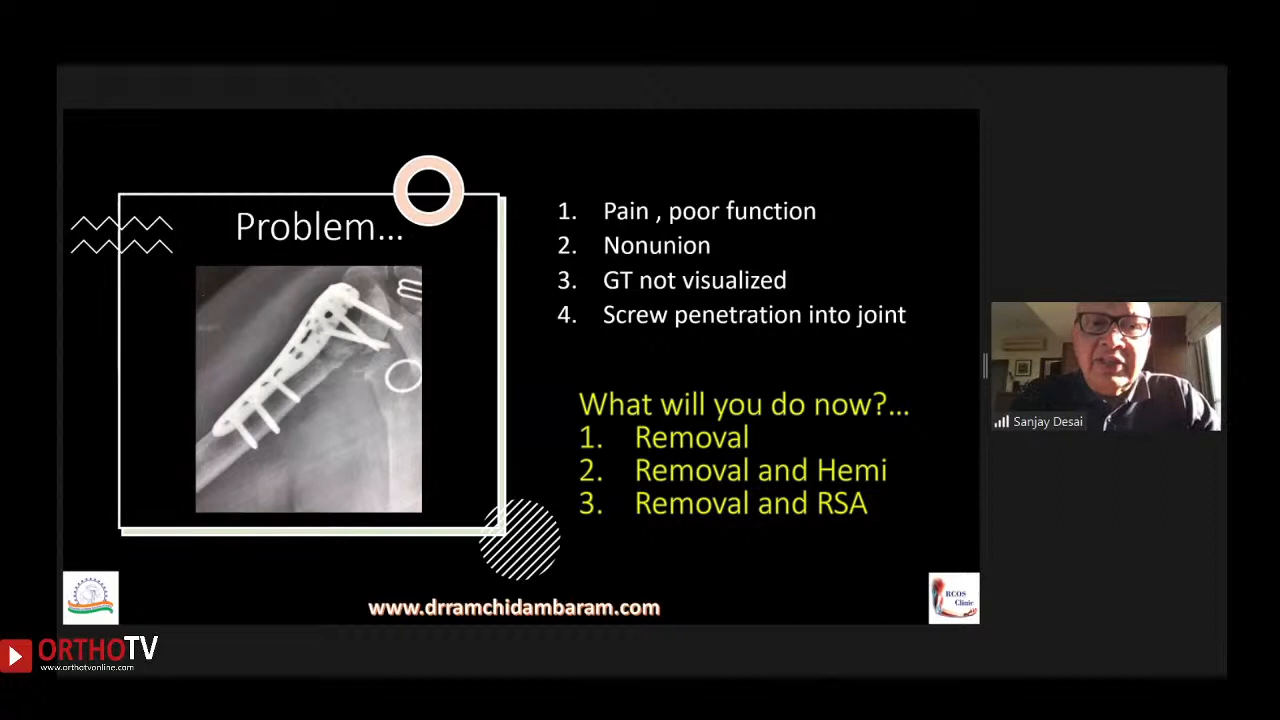 Problem...
1. Pain , poor function
2. Nonunion
3. GT not visualized
4. Screw penetration into joint
What will you do now?...
1. Removal
2. Removal and Hemi
3. Removal and RSA
Sanjay Desai
www.drramchidambaram.com
RCOS
Clinic
ORTHOTV
www.orthotvonline.com